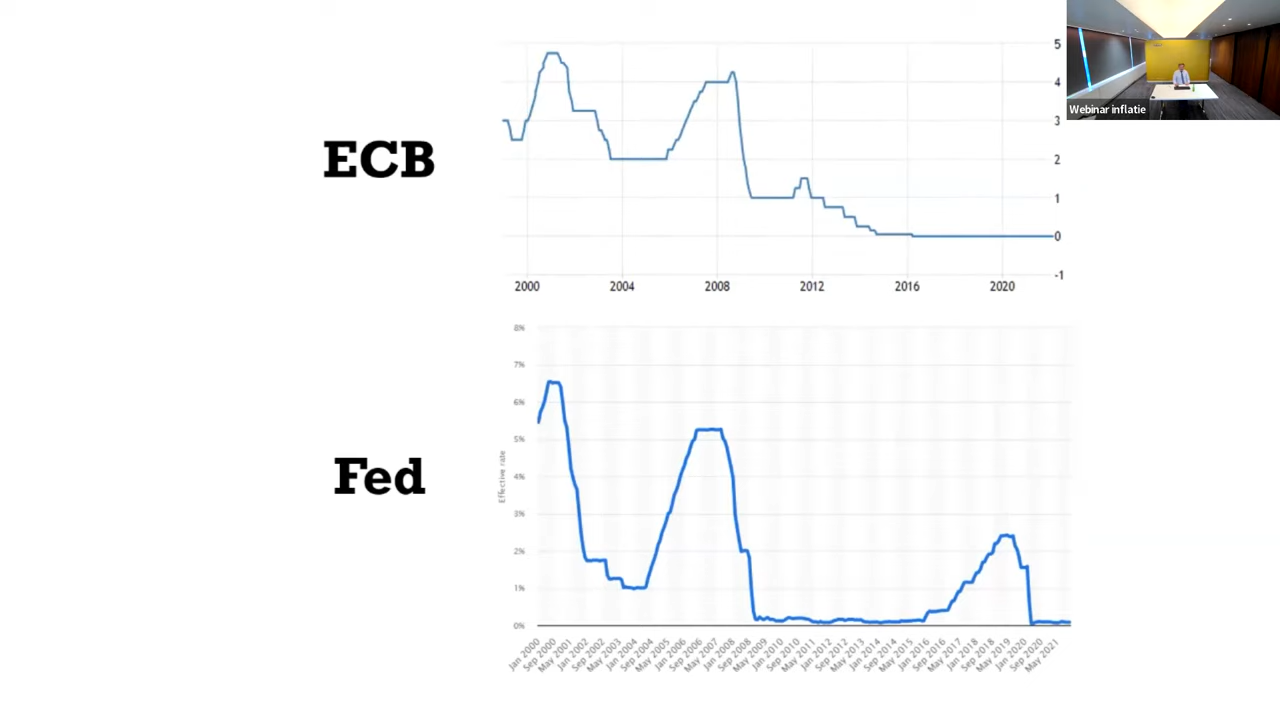 Webinar inflatie
ECB
5
4
3
2
1
0
-1
2000 2004 2008 2012 2016 2020
Fed
Effective rate
8%
7%
6%
5%
4%
3%
2%
1%
0%
Jan 2000 Sep 2000 May 2001 Jan 2002 Sep 2002 May 2003 Jan 2004 Sep 2004 May 2005 Jan 2006 Sep 2006 May 2007 Jan 2008 Sep 2008 May 2009 Jan 2010 Sep 2010 May 2011 Jan 2012 Sep 2012 May 2013 Jan 2014 Sep 2014 May 2015 Jan 2016 Sep 2016 May 2017 Jan 2018 Sep 2018 May 2019 Jan 2020 Sep 2020 May 2021